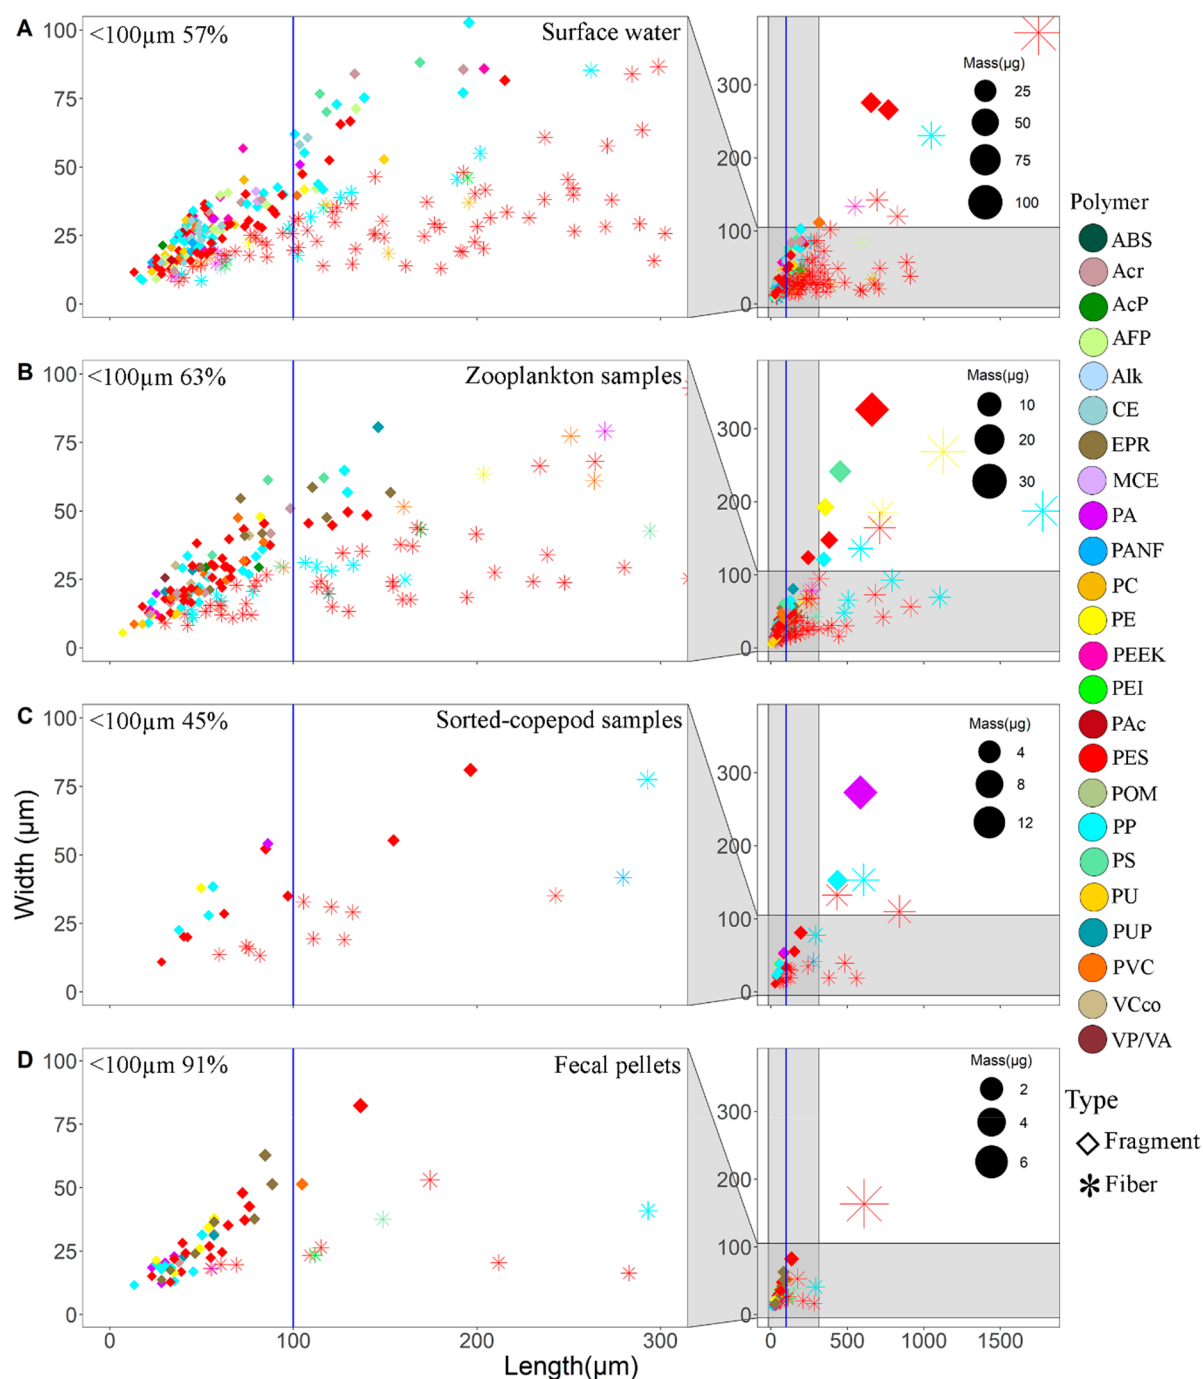 A
<100µm 57%
Surface water
100
75
50
25
0
0
100
200
300
300
200
100
0
Mass(µg)
25
50
75
100
B
<100µm 63%
Zooplankton samples
100
75
50
25
0
300
200
100
0
Mass(µg)
10
20
30
C
<100µm 45%
Sorted-copepod samples
100
75
50
25
0
300
200
100
0
Mass(µg)
4
8
12
D
<100µm 91%
Fecal pellets
100
75
50
25
0
0
100
200
300
300
200
100
0
Mass(µg)
2
4
6
0
500
1000
1500
Width (µm)
Length(µm)
Polymer
ABS
Acr
AcP
AFP
Alk
CE
EPR
MCE
PA
PANF
PC
PE
PEEK
PEI
PAc
PES
POM
PP
PS
PU
PUP
PVC
VCco
VP/VA
Type
Fragment
Fiber